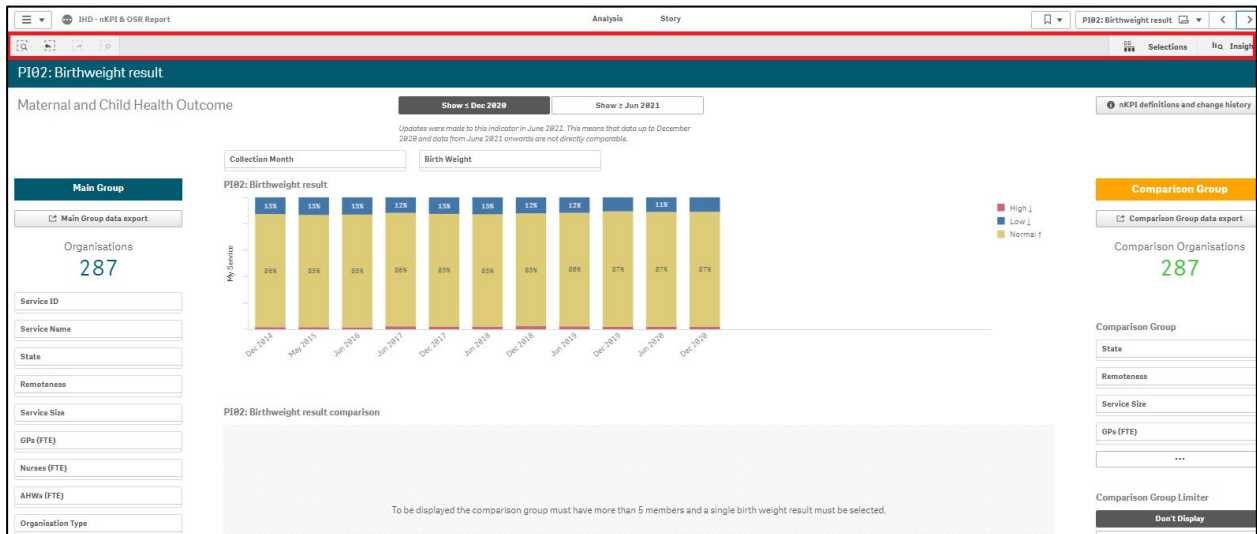 IHD - nKPI & OSR Report
Analysis
Story
PI02: Birthweight result
Selections
Insigh
PI02: Birthweight result
Maternal and Child Health Outcome
Show ≤ Dec 2020
Show ≥ Jun 2021
nKPI definitions and change history
Updates were made to this indicator in June 2021. This means that data up to December
2020 and data from June 2021 onwards are not directly comparable.
Collection Month
Birth Weight
Main Group
Main Group data export
Organisations
287
Service ID
Service Name
State
Remoteness
Service Size
GPs (FTE)
Nurses (FTE)
AHWs (FTE)
Organisation Type
PI02: Birthweight result
My Service
13% 13% 13% 12% 13% 13% 12% 12% 11%
86% 85% 85% 86% 85% 85% 85% 86% 87% 87% 87%
Dec 2014 May 2015 Jun 2016 Jun 2017 Dec 2017 Jun 2018 Dec 2018 Jun 2019 Dec 2019 Jun 2020 Dec 2020
High ↓
Low ↓
Normal ↑
PI02: Birthweight result comparison
To be displayed the comparison group must have more than 5 members and a single birth weight result must be selected.
Comparison Group
Comparison Group data export
Comparison Organisations
287
Comparison Group
State
Remoteness
Service Size
GPs (FTE)
...
Comparison Group Limiter
Don't Display